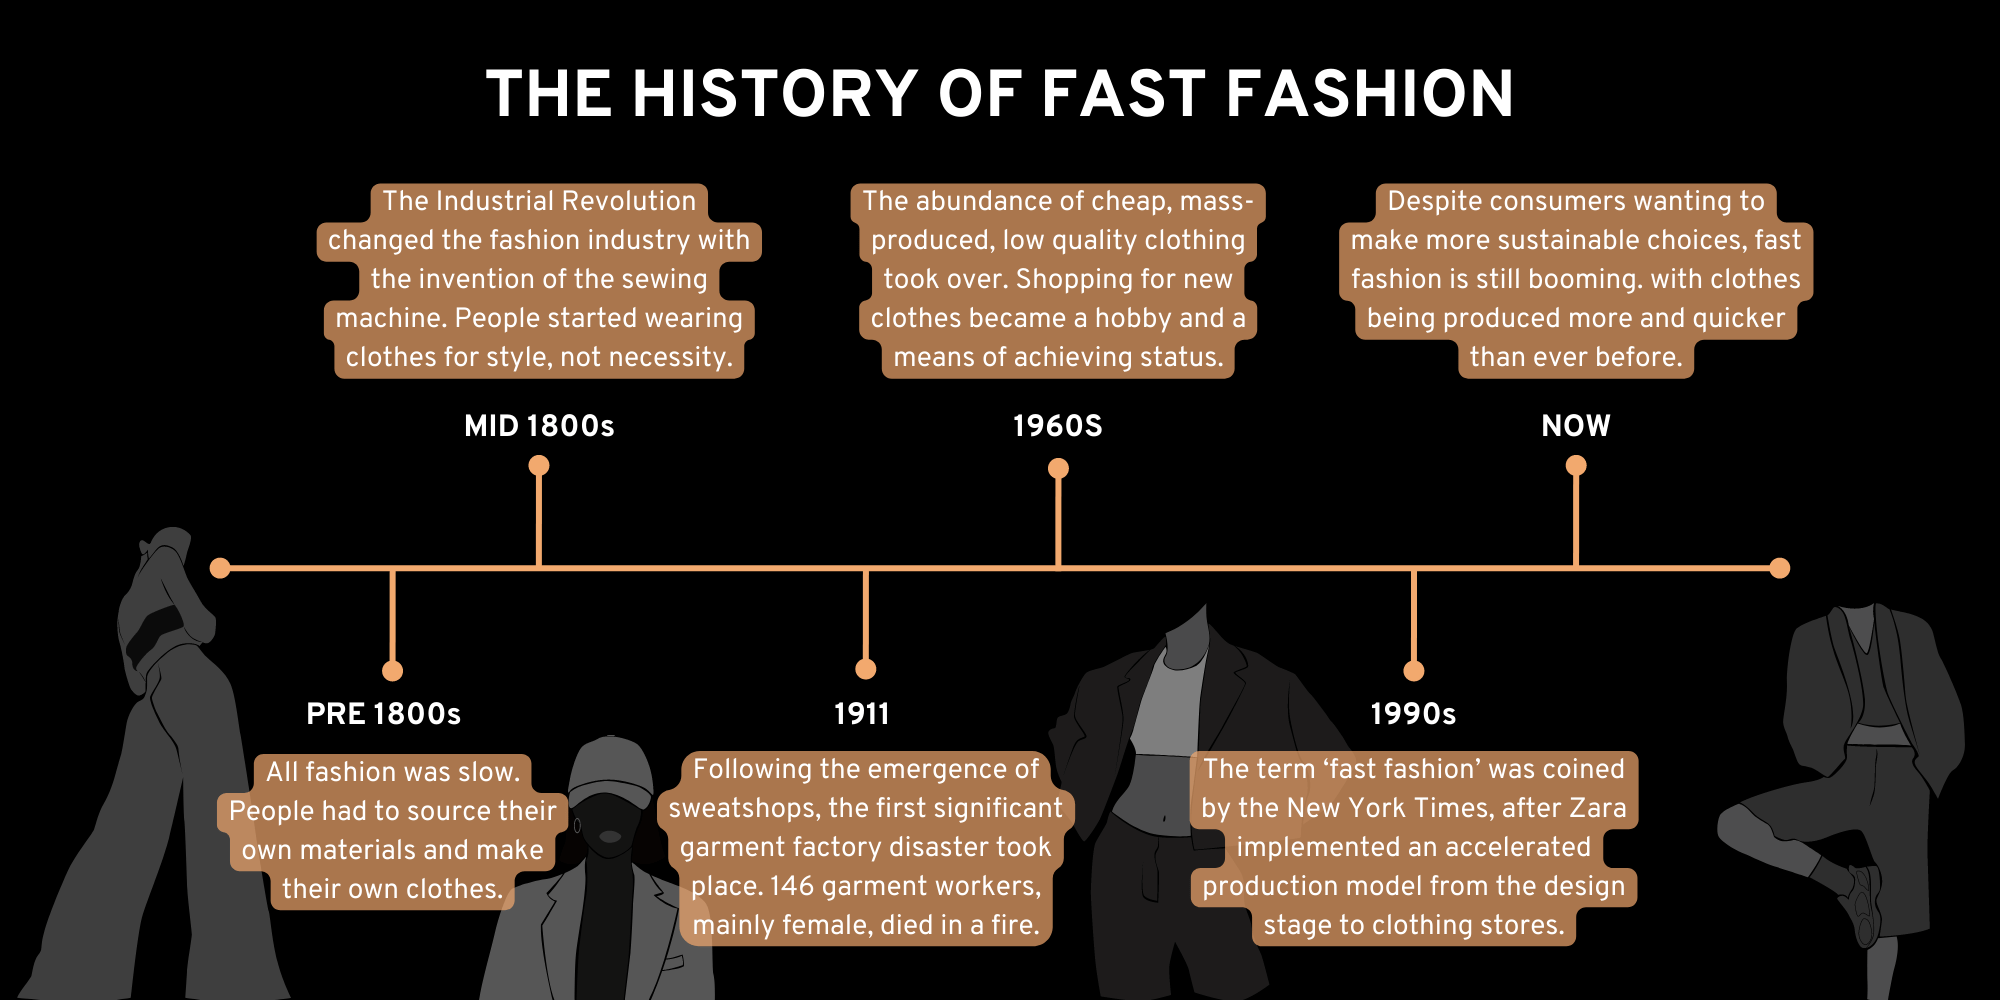 THE HISTORY OF FAST FASHION
The Industrial Revolution
changed the fashion industry with
the invention of the sewing
machine. People started wearing
clothes for style, not necessity.
MID 1800s
The abundance of cheap, mass-
produced, low quality clothing
took over. Shopping for new
clothes became a hobby and a
means of achieving status.
1960S
Despite consumers wanting to
make more sustainable choices, fast
fashion is still booming. with clothes
being produced more and quicker
than ever before.
NOW
PRE 1800s
All fashion was slow.
People had to source their
own materials and make
their own clothes.
1911
Following the emergence of
sweatshops, the first significant
garment factory disaster took
place. 146 garment workers,
mainly female, died in a fire.
1990s
The term ‘fast fashion’ was coined
by the New York Times, after Zara
implemented an accelerated
production model from the design
stage to clothing stores.